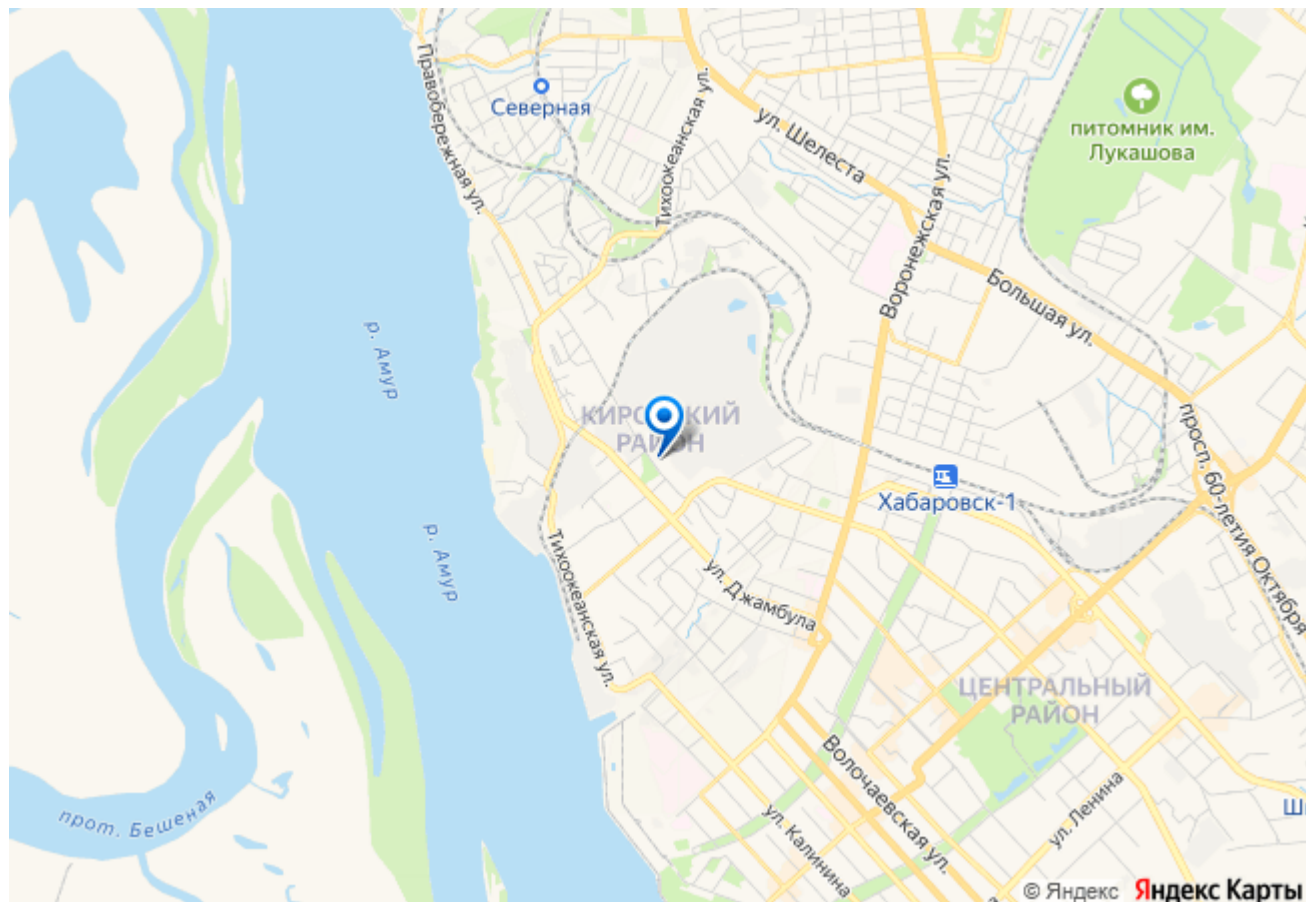 Правобережная ул.
Северная
Тихоокеанская ул.
ул. Шелеста
Воронежская ул.
питомник им.
Лукашова
Большая ул.
р. Амур
КИРОВСКИЙ
РАЙОН
просп. 60-летия Октября
Хабаровск-1
р. Амур
Тихоокеанская ул.
ул. Джамбула
ЦЕНТРАЛЬНЫЙ
РАЙОН
Волочаевская ул.
ул. Ленина
ул. Калинина
прот. Бешеная
© Яндекс Яндекс Карты